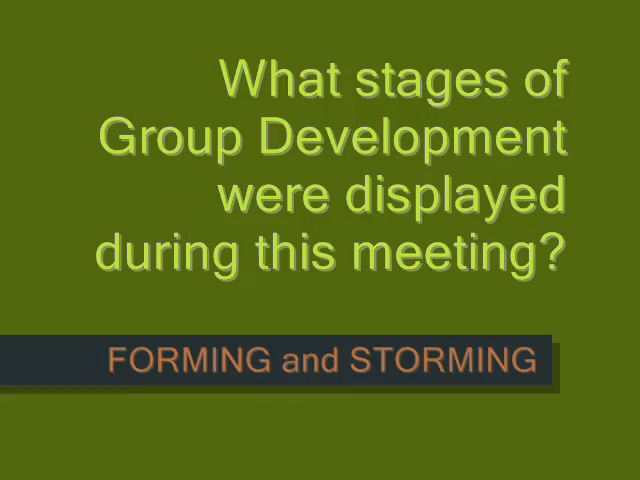 What stages of
Group Development
were displayed
during this meeting?
FORMING and STORMING